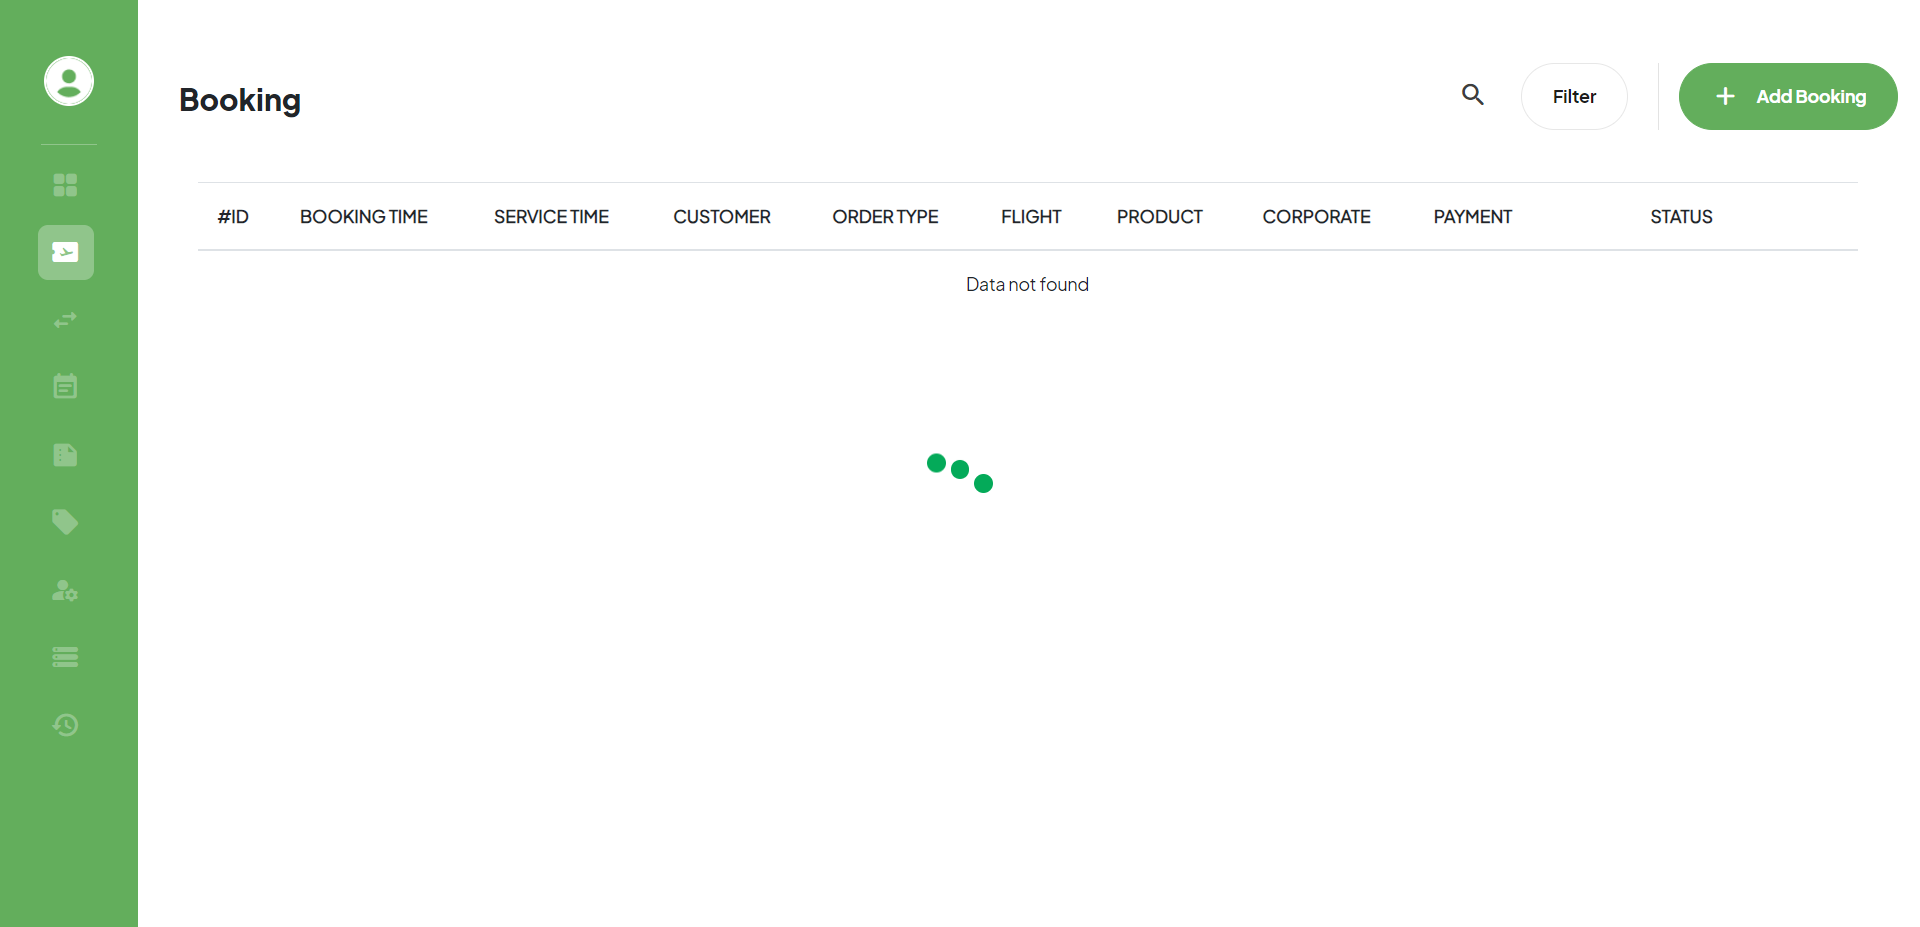 Booking
Filter
Add Booking
#ID BOOKING TIME SERVICE TIME CUSTOMER ORDER TYPE FLIGHT PRODUCT CORPORATE PAYMENT STATUS
Data not found